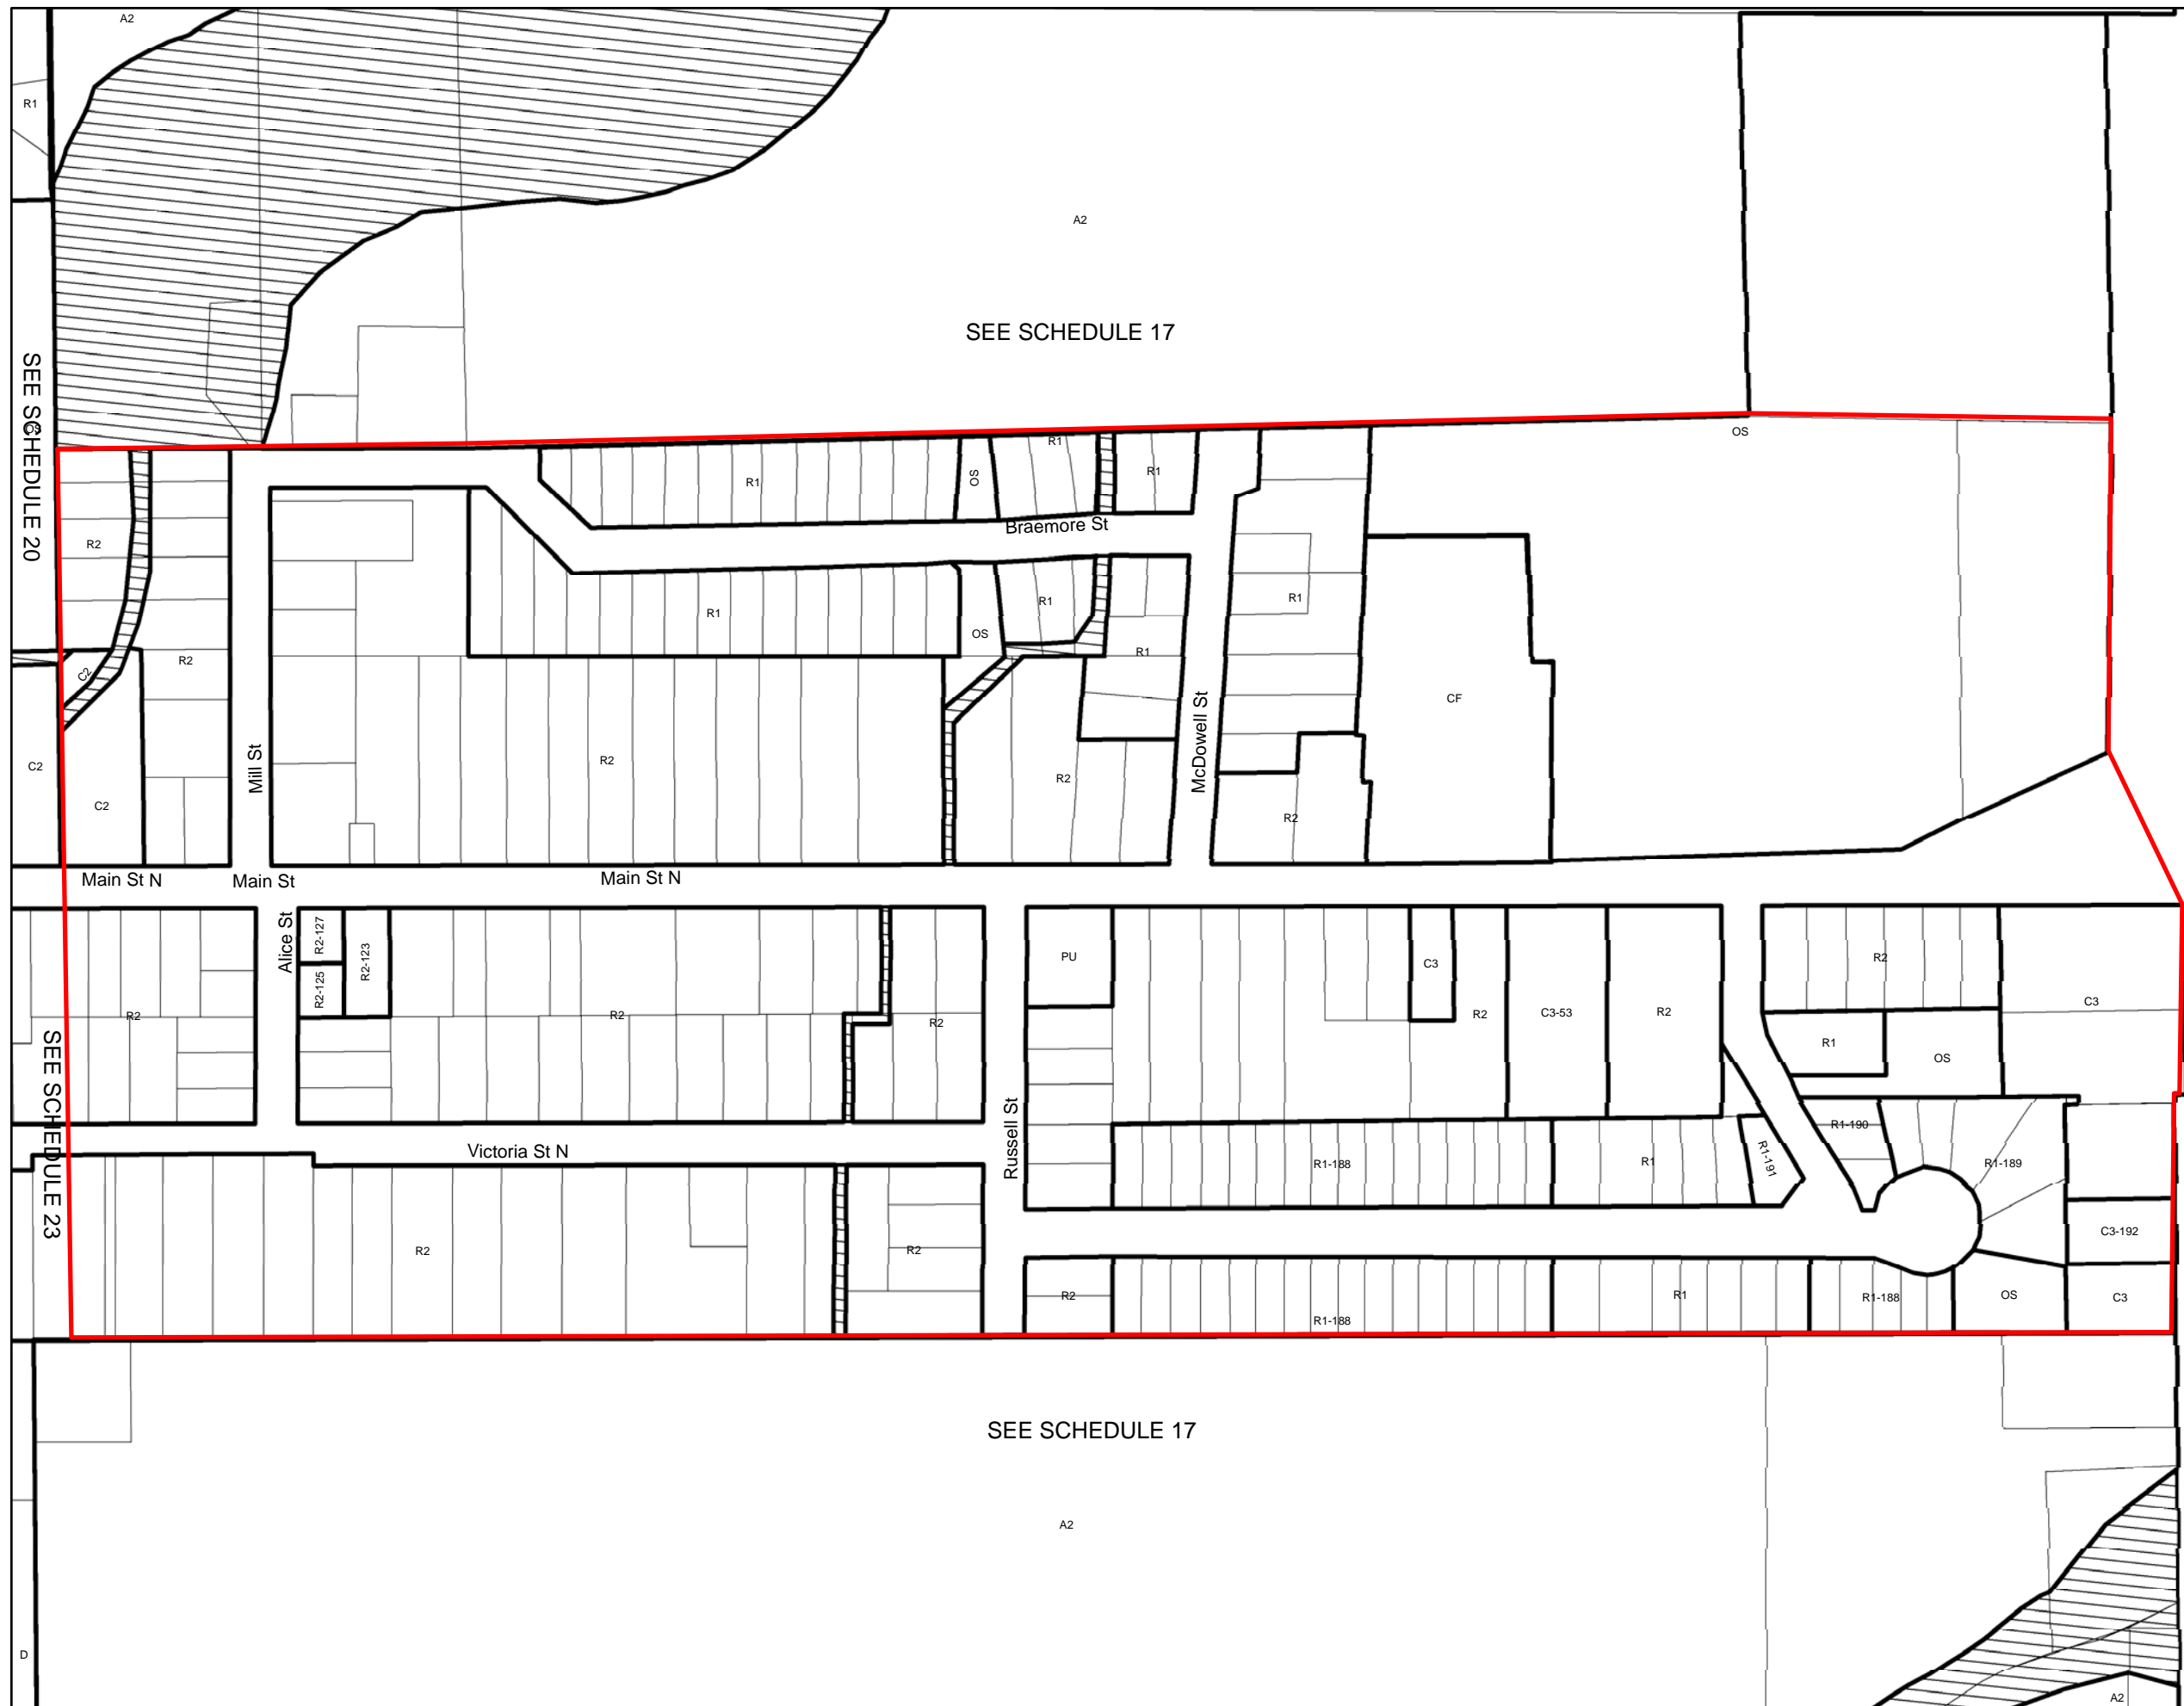 A2
R1
A2
SEE SCHEDULE 17
SEE SCHEDULE 20
OS
R1
R1
R1
OS
Braemore St
R2
R1
R1
R1
R1
OS
R2
R1
C2
CF
McDowell St
Mill St
R2
C2
R2
C2
R2
Main St N
Main St
Main St N
Alice St
R2-127
R2-123
R2-125
PU
C3
R2
C3
R2
R2
R2
R2
C3-53
R2
R1
OS
SEE SCHEDULE 23
Russell St
Victoria St N
R1-190
R1-188
R1
R1-191
R1-189
R2
R2
C3-192
R2
R1-188
R1
R1-188
OS
C3
SEE SCHEDULE 17
A2
D
A2